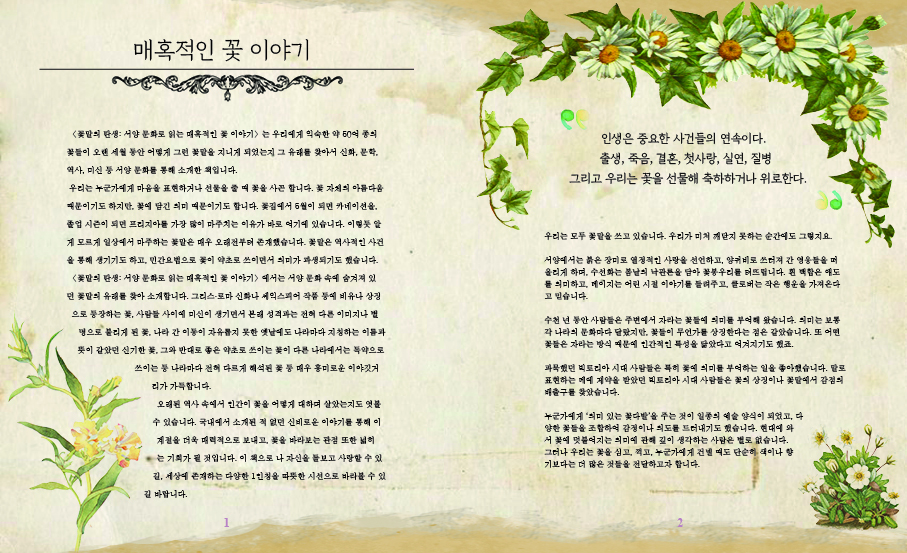 매혹적인 꽃 이야기
<꽃말의 탄생: 서양 문화로 읽는 매혹적인 꽃 이야기> 는 우리에게 익숙한 약 50여 종의
꽃들이 오랜 세월 동안 어떻게 그런 꽃말을 지니게 되었는지 그 유래를 찾아서 신화, 문학,
역사, 미신 등 서양 문화를 통해 소개한 책입니다.
우리는 누군가에게 마음을 표현하거나 선물을 줄 때 꽃을 사곤 합니다. 꽃 자체의 아름다움
때문이기도 하지만, 꽃에 담긴 의미 때문이기도 합니다. 꽃집에서 5월이 되면 카네이션을,
졸업 시즌이 되면 프리지아를 가장 많이 마주치는 이유가 바로 여기에 있습니다. 이렇듯 알
게 모르게 일상에서 마주하는 꽃말은 매우 오래전부터 존재했습니다. 꽃말은 역사적인 사건
을 통해 생기기도 하고, 민간요법으로 꽃이 약초로 쓰이면서 의미가 파생되기도 했습니다.
<꽃말의 탄생: 서양 문화로 읽는 매혹적인 꽃 이야기>에서는 서양 문화 속에 숨겨져 있
던 꽃말의 유래를 찾아 소개합니다. 그리스·로마 신화나 셰익스피어 작품 등에 비유나 상징
으로 등장하는 꽃, 사람들 사이에 미신이 생기면서 본래 성격과는 전혀 다른 이미지나 별
명으로 불리게 된 꽃, 나라 간 이동이 자유롭지 못한 옛날에도 나라마다 지칭하는 이름과
뜻이 같았던 신기한 꽃, 그와 반대로 좋은 약초로 쓰이는 꽃이 다른 나라에서는 독약으로
쓰이는 등 나라마다 전혀 다르게 해석된 꽃 등 매우 흥미로운 이야깃거
리가 가득합니다.
오래된 역사 속에서 인간이 꽃을 어떻게 대하며 살았는지도 엿볼
수 있습니다. 국내에서 소개된 적 없던 신비로운 이야기를 통해 이
계절을 더욱 매력적으로 보내고, 꽃을 바라보는 관점 또한 넓히
는 기회가 될 것입니다. 이 책으로 나 자신을 돌보고 사랑할 수 있
길, 세상에 존재하는 다양한 1인칭을 따뜻한 시선으로 바라볼 수 있
길 바랍니다.
1
인생은 중요한 사건들의 연속이다.
출생, 죽음, 결혼, 첫사랑, 실연, 질병
그리고 우리는 꽃을 선물해 축하하거나 위로한다.
우리는 모두 꽃말을 쓰고 있습니다. 우리가 미처 깨닫지 못하는 순간에도 그렇지요.
서양에서는 붉은 장미로 열정적인 사랑을 선언하고, 양귀비로 쓰러져 간 영웅들을 떠
올리게 하며, 수선화는 봄날의 낙관론을 담아 꽃봉우리를 터뜨립니다. 흰 백합은 애도
를 의미하고, 데이지는 어린 시절 이야기를 들려주고, 클로버는 작은 행운을 가져온다
고 믿습니다.
수천 년 동안 사람들은 주변에서 자라는 꽃들에 의미를 부여해 왔습니다. 의미는 보통
각 나라의 문화마다 달랐지만, 꽃들이 무언가를 상징한다는 점은 같았습니다. 또 어떤
꽃들은 자라는 방식 때문에 인간적인 특성을 닮았다고 여겨지기도 했죠.
과묵했던 빅토리아 시대 사람들은 특히 꽃에 의미를 부여하는 일을 좋아했습니다. 말로
표현하는 데에 제약을 받았던 빅토리아 시대 사람들은 꽃의 상징이나 꽃말에서 감정의
배출구를 찾았습니다.
누군가에게 '의미 있는 꽃다발'을 주는 것이 일종의 예술 양식이 되었고, 다
양한 꽃들을 조합하여 감정이나 의도를 드러내기도 했습니다. 현대에 와
서 꽃에 덧붙여지는 의미에 관해 깊이 생각하는 사람은 별로 없습니다.
그러나 우리는 꽃을 심고, 꺾고, 누군가에게 건넬 때도 단순히 색이나 향
기보다는 더 많은 것들을 전달하고자 합니다.
2